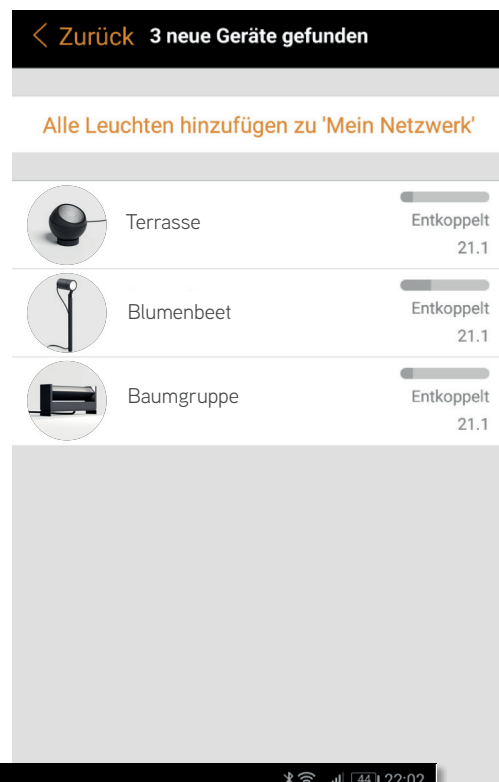 Zurück 3 neue Geräte gefunden
Alle Leuchten hinzufügen zu 'Mein Netzwerk'
Terrasse
Entkoppelt
21.1
Blumenbeet
Entkoppelt
21.1
Baumgruppe
Entkoppelt
21.1
44 22:02